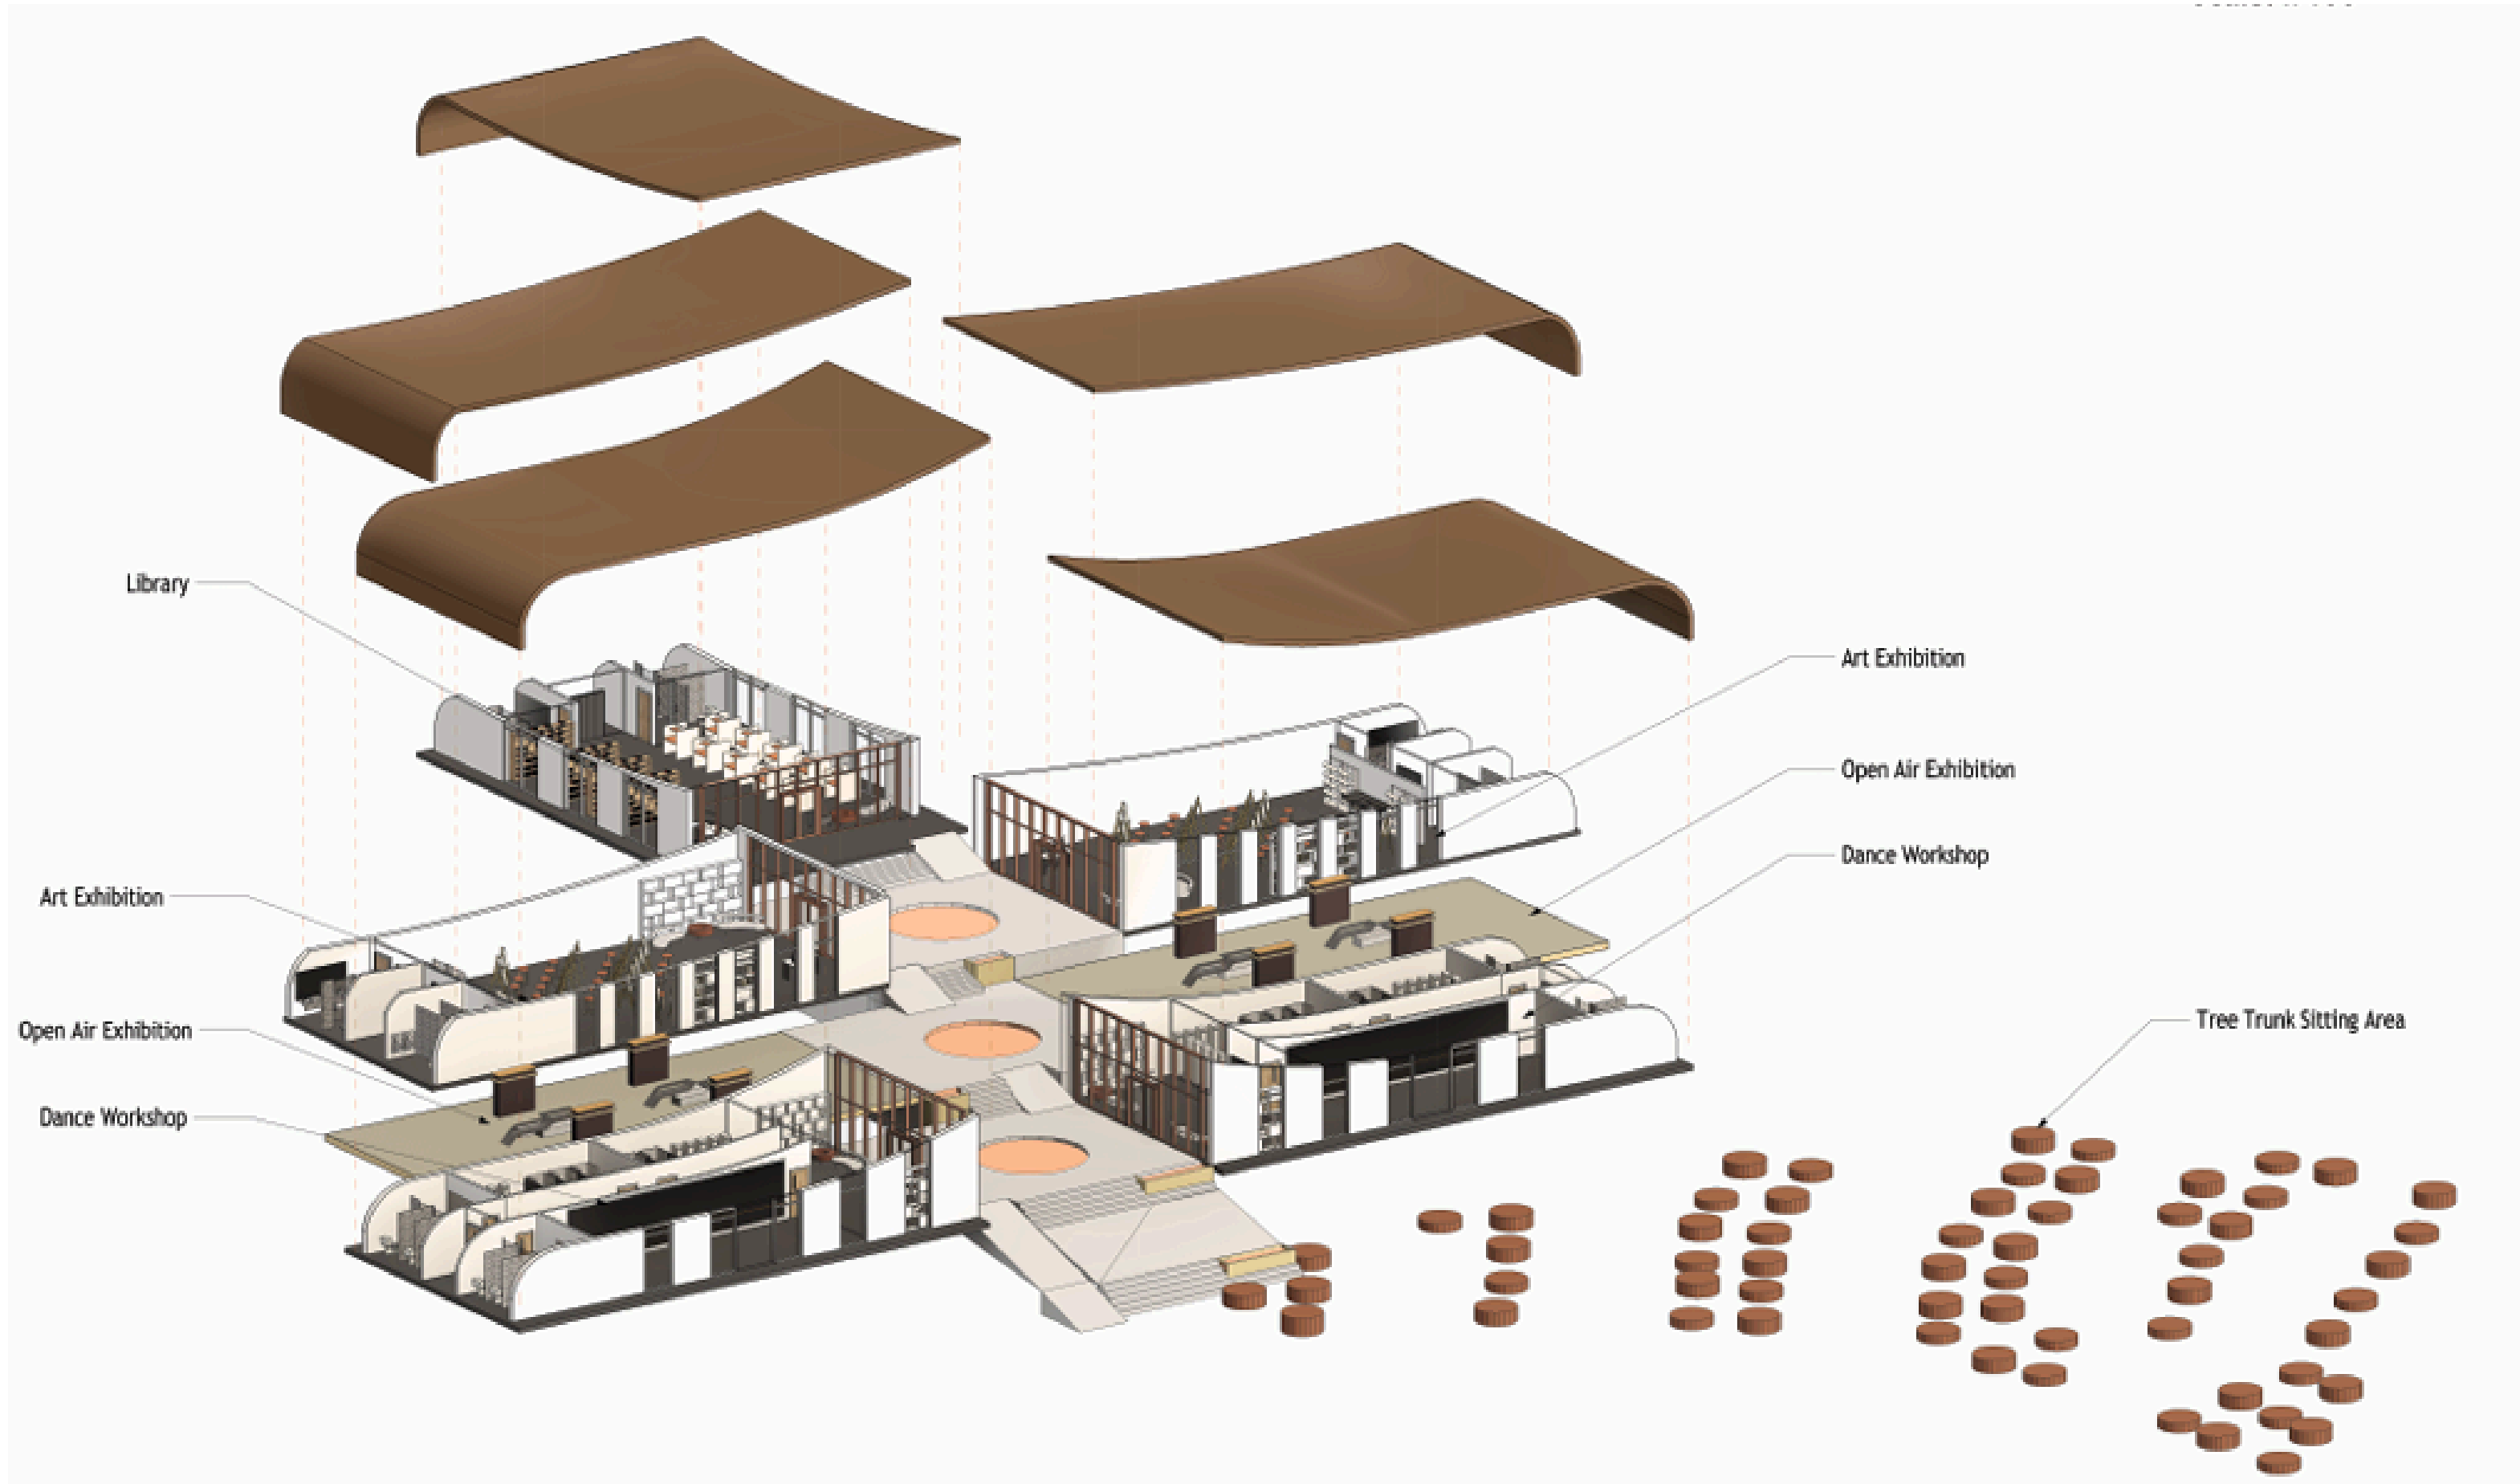 Library
Art Exhibition
Open Air Exhibition
Dance Workshop
Art Exhibition
Open Air Exhibition
Dance Workshop
Tree Trunk Sitting Area